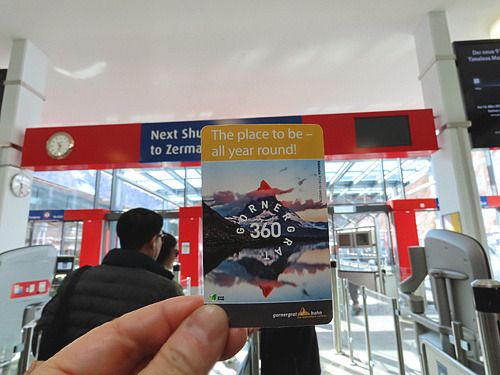 Next Shu
to Zerma
The place to be –
all year round!
GORNERGRAT
360
gornergrat bahn